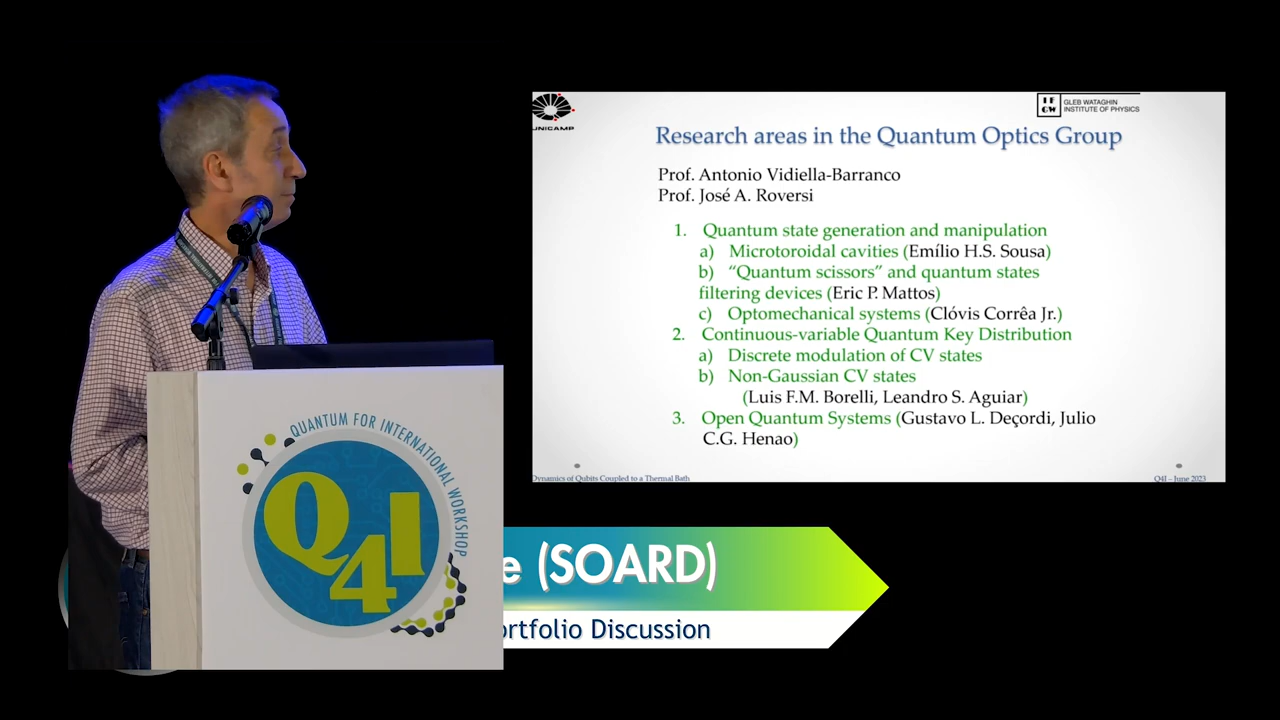 UNICAMP
GLEB WATAGHIN
INSTITUTE OF PHYSICS
Research areas in the Quantum Optics Group
Prof. Antonio Vidiella-Barranco
Prof. José A. Roversi
1. Quantum state generation and manipulation
a) Microtoroidal cavities (Emílio H.S. Sousa)
b) “Quantum scissors” and quantum states
filtering devices (Eric P. Mattos)
c) Optomechanical systems (Clóvis Corrêa Jr.)
2. Continuous-variable Quantum Key Distribution
a) Discrete modulation of CV states
b) Non-Gaussian CV states
(Luis F.M. Borelli, Leandro S. Aguiar)
3. Open Quantum Systems (Gustavo L. Deçordi, Julio
C.G. Henao)
Dynamics of Qubits Coupled to a Thermal Bath
Q4I – June 2023
QUANTUM FOR INTERNATIONAL WORKSHOP
Q4I
e (SOARD)
ortfolio Discussion